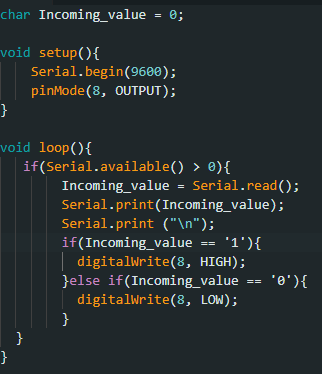 char Incoming_value = 0;
void setup(){
Serial.begin(9600);
pinMode(8, OUTPUT);
}
void loop(){
if(Serial.available() > 0){
Incoming_value = Serial.read();
Serial.print(Incoming_value);
Serial.print ("\n");
if(Incoming_value == '1'){
digitalWrite(8, HIGH);
}else if(Incoming_value == '0'){
digitalWrite(8, LOW);
}
}
}